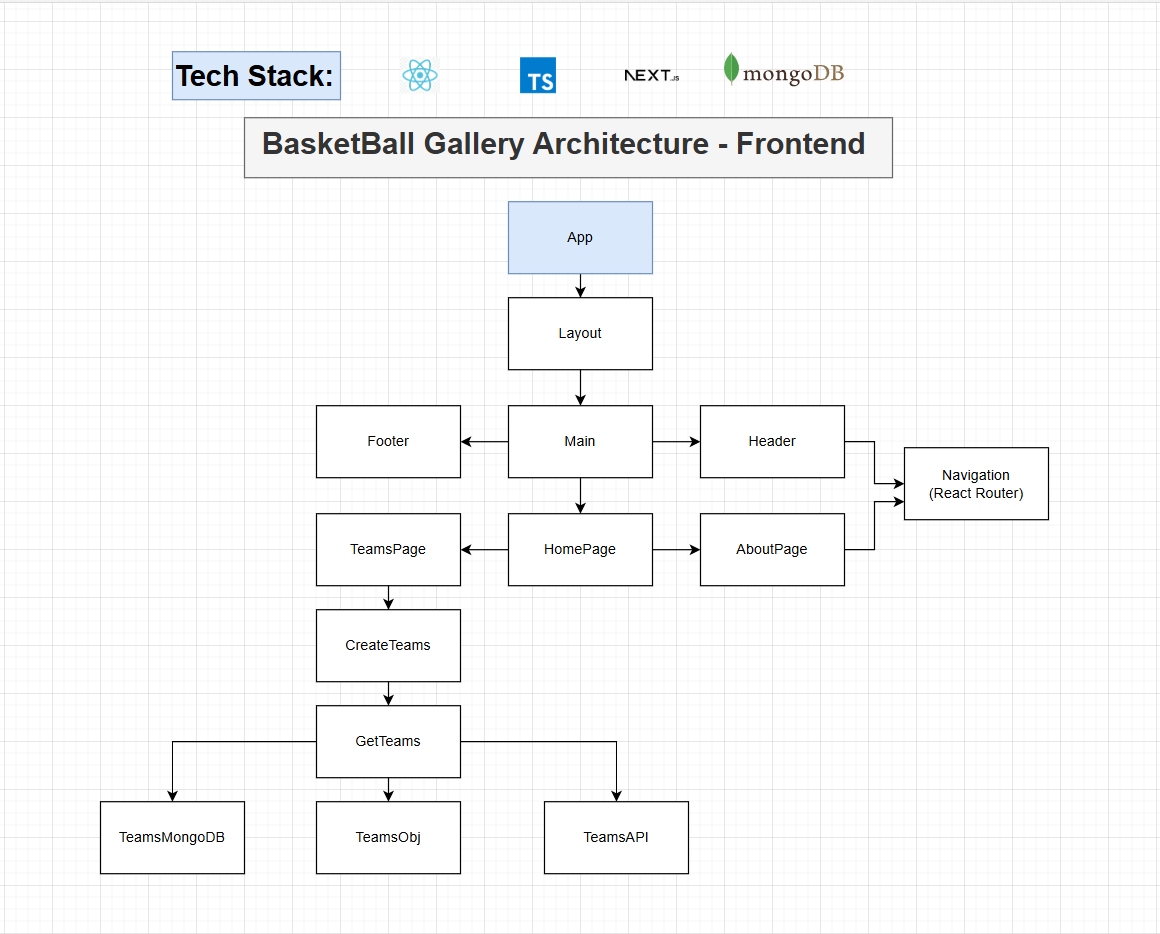 Tech Stack:
TS
NEXT.JS
mongoDB
BasketBall Gallery Architecture - Frontend
App
Layout
Footer
Main
Header
Navigation
(React Router)
TeamsPage
HomePage
AboutPage
CreateTeams
GetTeams
TeamsMongoDB
TeamsObj
TeamsAPI